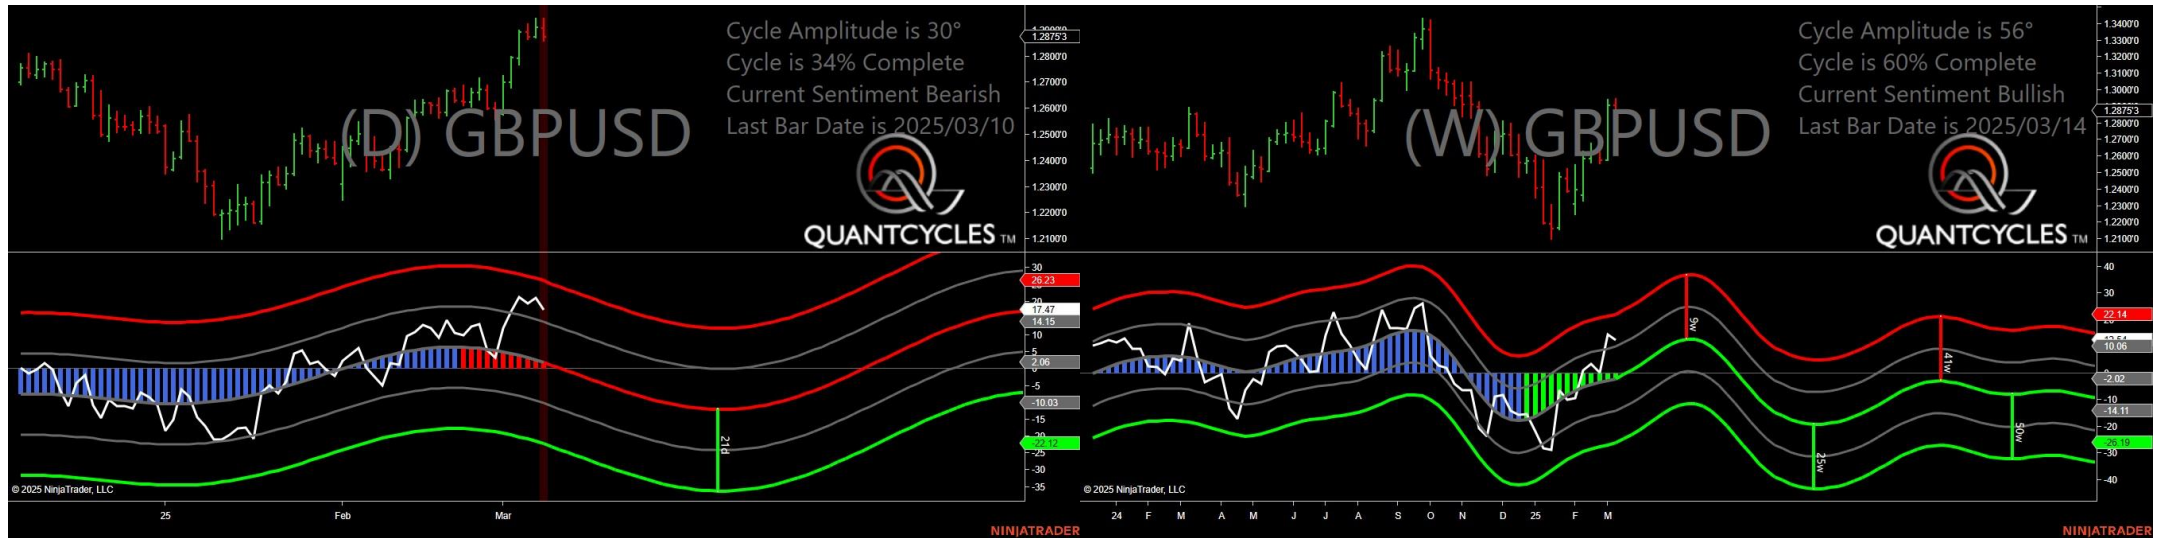 Cycle Amplitude is 30°
Cycle is 34% Complete
Current Sentiment Bearish
Last Bar Date is 2025/03/10
(D) GBPUSD
QUANTCYCLES TM
1.2875'3
1.2800'0
1.2700'0
1.2600'0
1.2500'0
1.2400'0
1.2300'0
1.2200'0
1.2100'0
30
26.23
17.47
14.15
10
5
2.06
-5
-10.03
-15
-22.12
-25
-30
-35
21d
© 2025 NinjaTrader, LLC
25 Feb Mar
NINJATRADER
Cycle Amplitude is 56°
Cycle is 60% Complete
Current Sentiment Bullish
Last Bar Date is 2025/03/14
(W) GBPUSD
QUANTCYCLES TM
1.3400'0
1.3300'0
1.3200'0
1.3100'0
1.3000'0
1.2875'3
1.2800'0
1.2700'0
1.2600'0
1.2500'0
1.2400'0
1.2300'0
1.2200'0
1.2100'0
40
30
22.14
10.06
-2.02
-10
-14.11
-20
-26.19
-30
-40
9w
25w
41w
50w
© 2025 NinjaTrader, LLC
24 F M A M J J A S O N D 25 F M
NINJATRADER